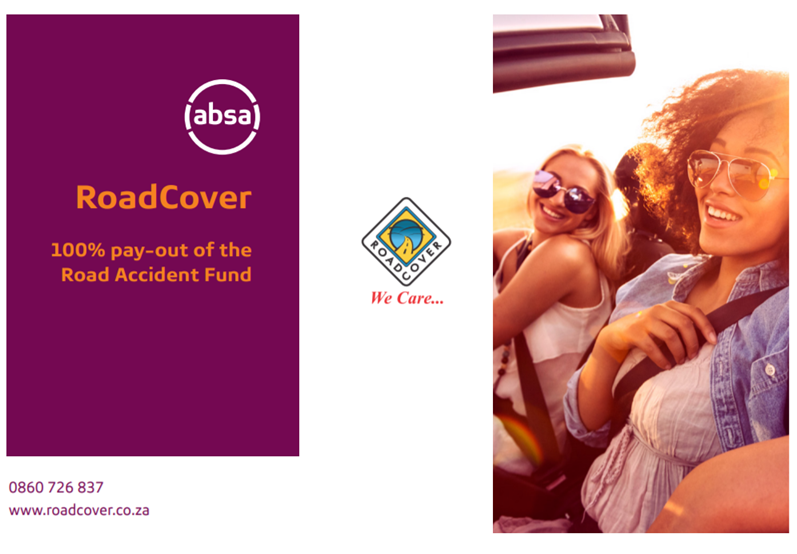 absa
RoadCover
100% pay-out of the
Road Accident Fund
ROADCOVER
We Care...
0860 726 837
www.roadcover.co.za